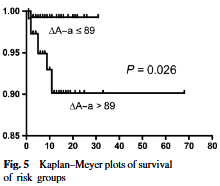 1.00
ΔA–a ≤ 89
0.95
P = 0.026
0.90
ΔA–a > 89
0.85
0 10 20 30 40 50 60 70 80
Fig. 5 Kaplan–Meyer plots of survival
of risk groups